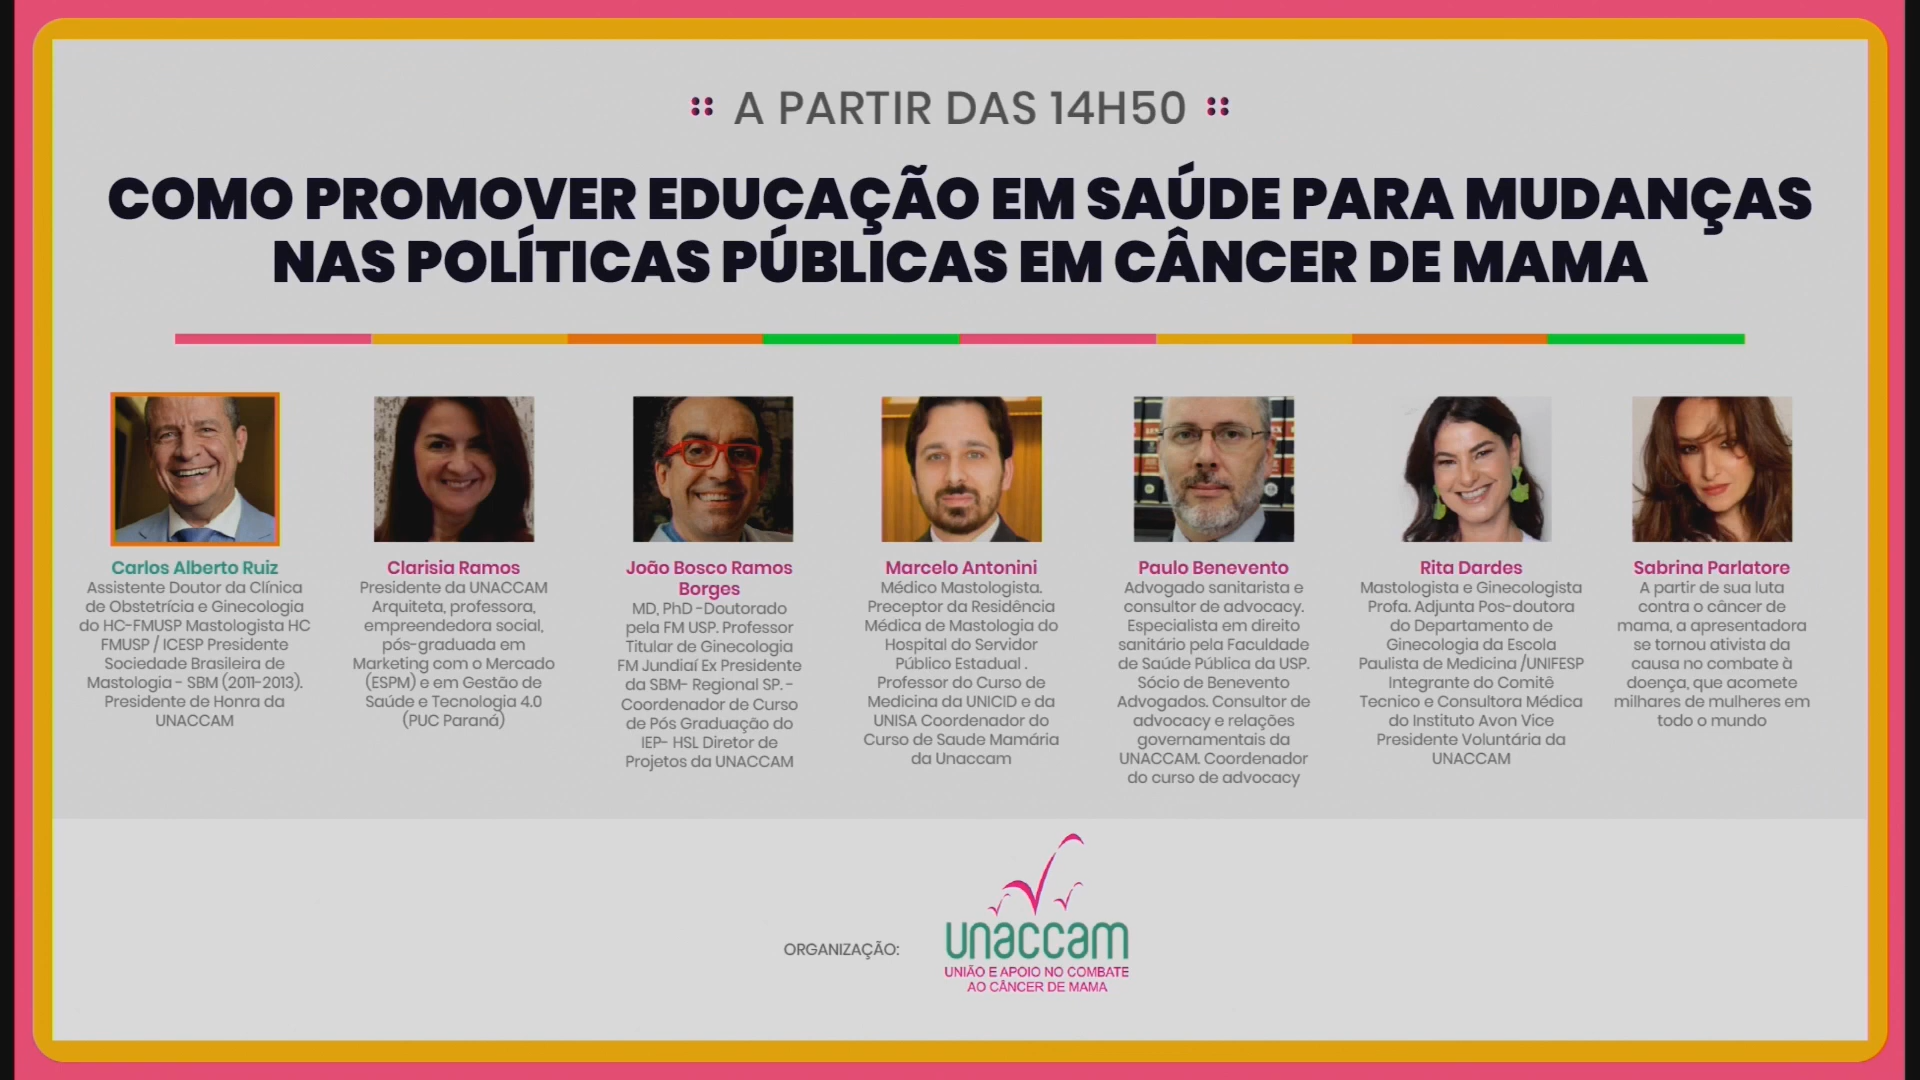 A PARTIR DAS 14H50
COMO PROMOVER EDUCAÇÃO EM SAÚDE PARA MUDANÇAS
NAS POLÍTICAS PÚBLICAS EM CÂNCER DE MAMA
Carlos Alberto Ruiz
Assistente Doutor da Clínica
de Obstetrícia e Ginecologia
do HC-FMUSP Mastologista HC
FMUSP / ICESP Presidente
Sociedade Brasileira de
Mastologia - SBM (2011-2013).
Presidente de Honra da
UNACCAM
Clarisia Ramos
Presidente da UNACCAM
Arquiteta, professora,
empreendedora social,
pós-graduada em
Marketing com o Mercado
(ESPM) e em Gestão de
Saúde e Tecnologia 4.0
(PUC Paraná)
João Bosco Ramos
Borges
MD, PhD -Doutorado
pela FM USP. Professor
Titular de Ginecologia
FM Jundiaí Ex Presidente
da SBM- Regional SP. -
Coordenador de Curso
de Pós Graduação do
IEP- HSL Diretor de
Projetos da UNACCAM
Marcelo Antonini
Médico Mastologista.
Preceptor da Residência
Médica de Mastologia do
Hospital do Servidor
Público Estadual .
Professor do Curso de
Medicina da UNICID e da
UNISA Coordenador do
Curso de Saude Mamária
da Unaccam
Paulo Benevento
Advogado sanitarista e
consultor de advocacy.
Especialista em direito
sanitário pela Faculdade
de Saúde Pública da USP.
Sócio de Benevento
Advogados. Consultor de
advocacy e relações
governamentais da
UNACCAM. Coordenador
do curso de advocacy
Rita Dardes
Mastologista e Ginecologista
Profa. Adjunta Pos-doutora
do Departamento de
Ginecologia da Escola
Paulista de Medicina /UNIFESP
Integrante do Comitê
Tecnico e Consultora Médica
do Instituto Avon Vice
Presidente Voluntária da
UNACCAM
Sabrina Parlatore
A partir de sua luta
contra o câncer de
mama, a apresentadora
se tornou ativista da
causa no combate à
doença, que acomete
milhares de mulheres em
todo o mundo
ORGANIZAÇÃO:
unaccam
UNIÃO E APOIO NO COMBATE
AO CÂNCER DE MAMA